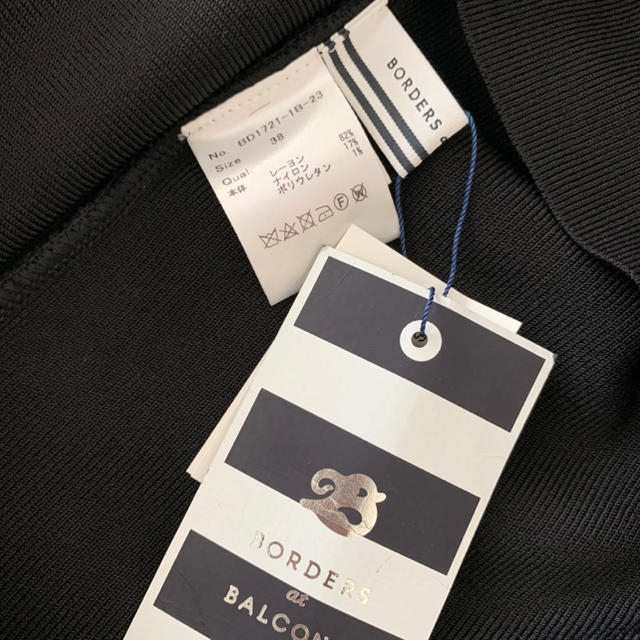 BORDERS
No. BD1721-1B-23
Size 38
Qual
本体 レーヨン 82%
ナイロン 17%
ポリウレタン 1%
F W
BORDERS
at
BALCON